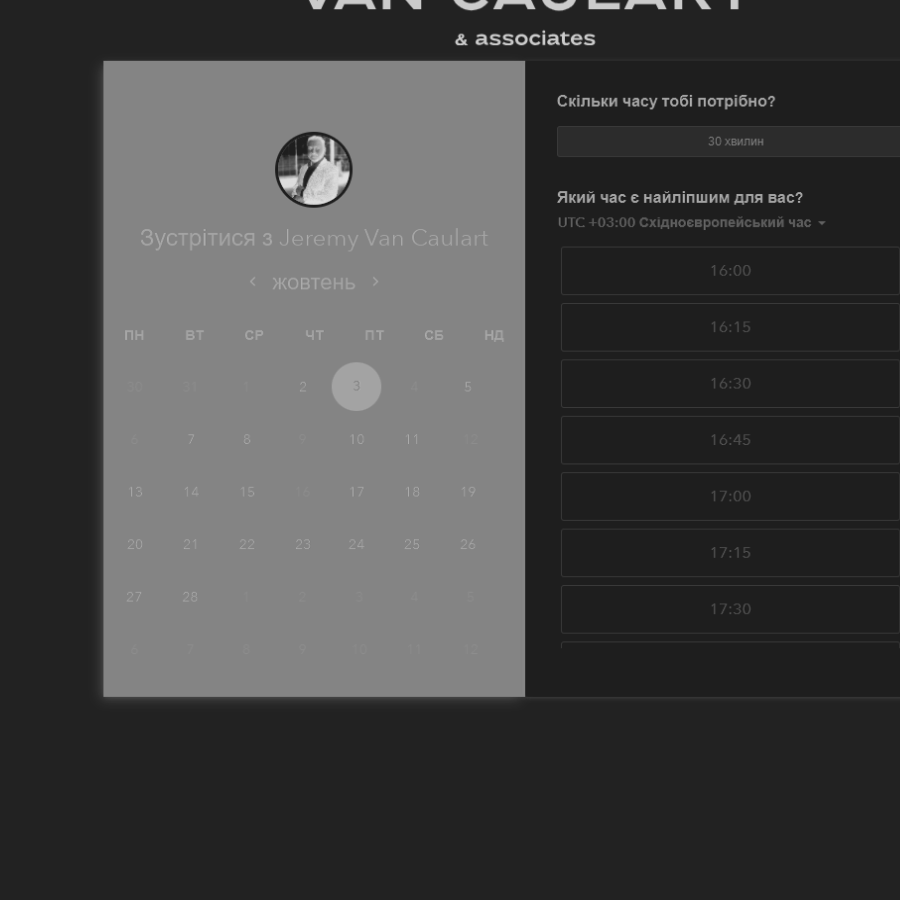 VAN CAULART
& associates
Зустрітися з Jeremy Van Caulart
жовтень
ПН ВТ СР ЧТ ПТ СБ НД
30 31 1 2 3 4 5
6 7 8 9 10 11 12
13 14 15 16 17 18 19
20 21 22 23 24 25 26
27 28 1 2 3 4 5
6 7 8 9 10 11 12
Скільки часу тобі потрібно?
30 хвилин
Який час є найліпшим для вас?
UTC +03:00 Східноєвропейський час
16:00
16:15
16:30
16:45
17:00
17:15
17:30